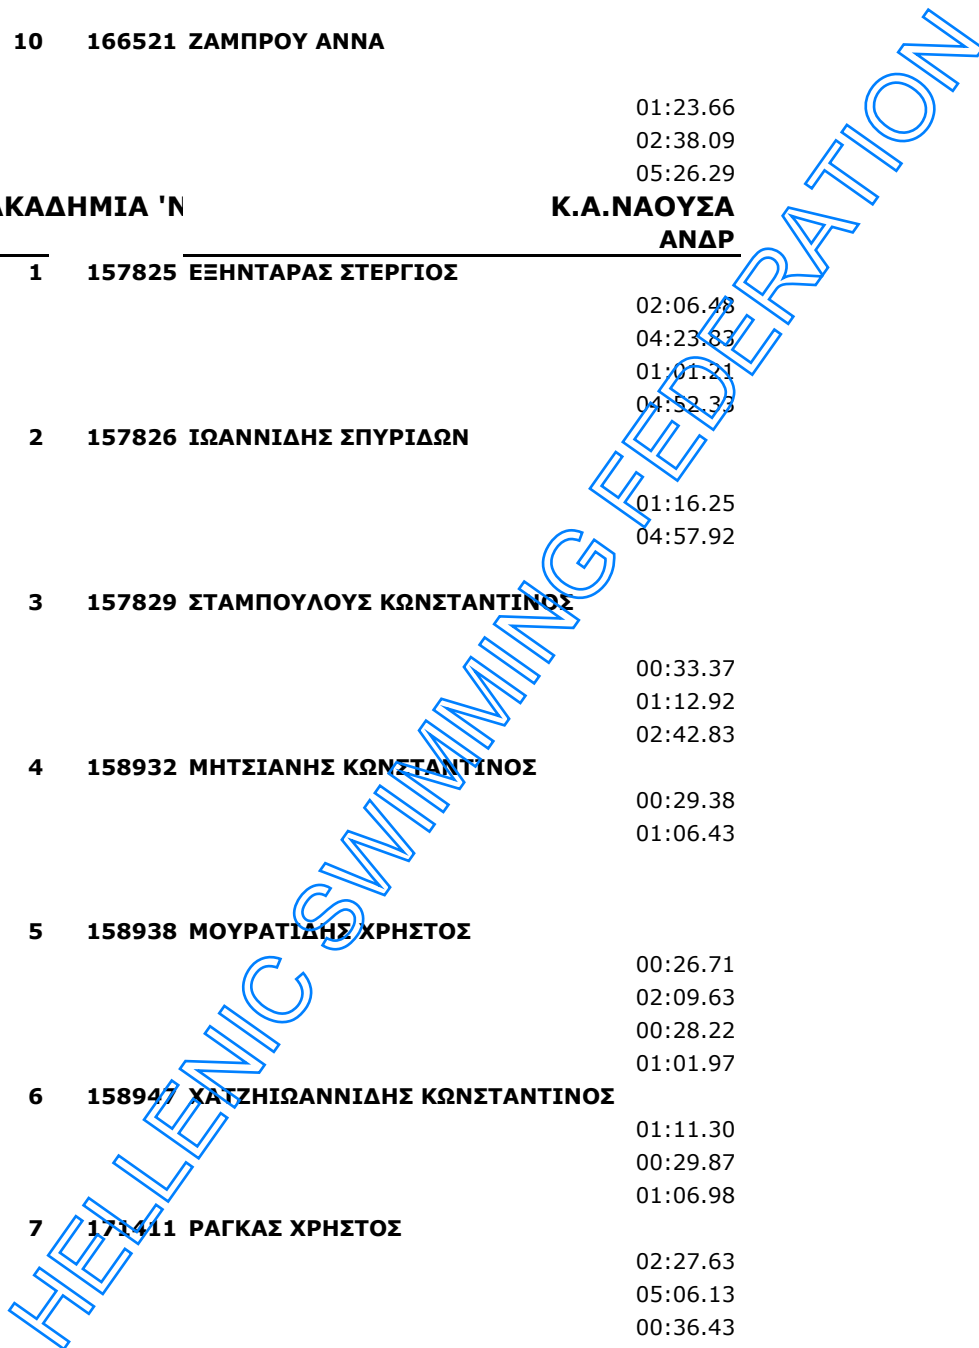 10 166521 ΖΑΜΠΡΟΥ ΑΝΝΑ
01:23.66
02:38.09
05:26.29
ΑΚΑΔΗΜΙΑ 'Ν Κ.Α.ΝΑΟΥΣΑ
ΑΝΔΡ
1 157825 ΕΞΗΝΤΑΡΑΣ ΣΤΕΡΓΙΟΣ
02:06.48
04:23.83
01:01.21
04:52.33
2 157826 ΙΩΑΝΝΙΔΗΣ ΣΠΥΡΙΔΩΝ
01:16.25
04:57.92
3 157829 ΣΤΑΜΠΟΥΛΟΥΣ ΚΩΝΣΤΑΝΤΙΝΟΣ
00:33.37
01:12.92
02:42.83
4 158932 ΜΗΤΣΙΑΝΗΣ ΚΩΝΣΤΑΝΤΙΝΟΣ
00:29.38
01:06.43
5 158938 ΜΟΥΡΑΤΙΔΗΣ ΧΡΗΣΤΟΣ
00:26.71
02:09.63
00:28.22
01:01.97
6 158947 ΧΑΤΖΗΙΩΑΝΝΙΔΗΣ ΚΩΝΣΤΑΝΤΙΝΟΣ
01:11.30
00:29.87
01:06.98
7 171411 ΡΑΓΚΑΣ ΧΡΗΣΤΟΣ
02:27.63
05:06.13
00:36.43
HELLENIC SWIMMING FEDERATION